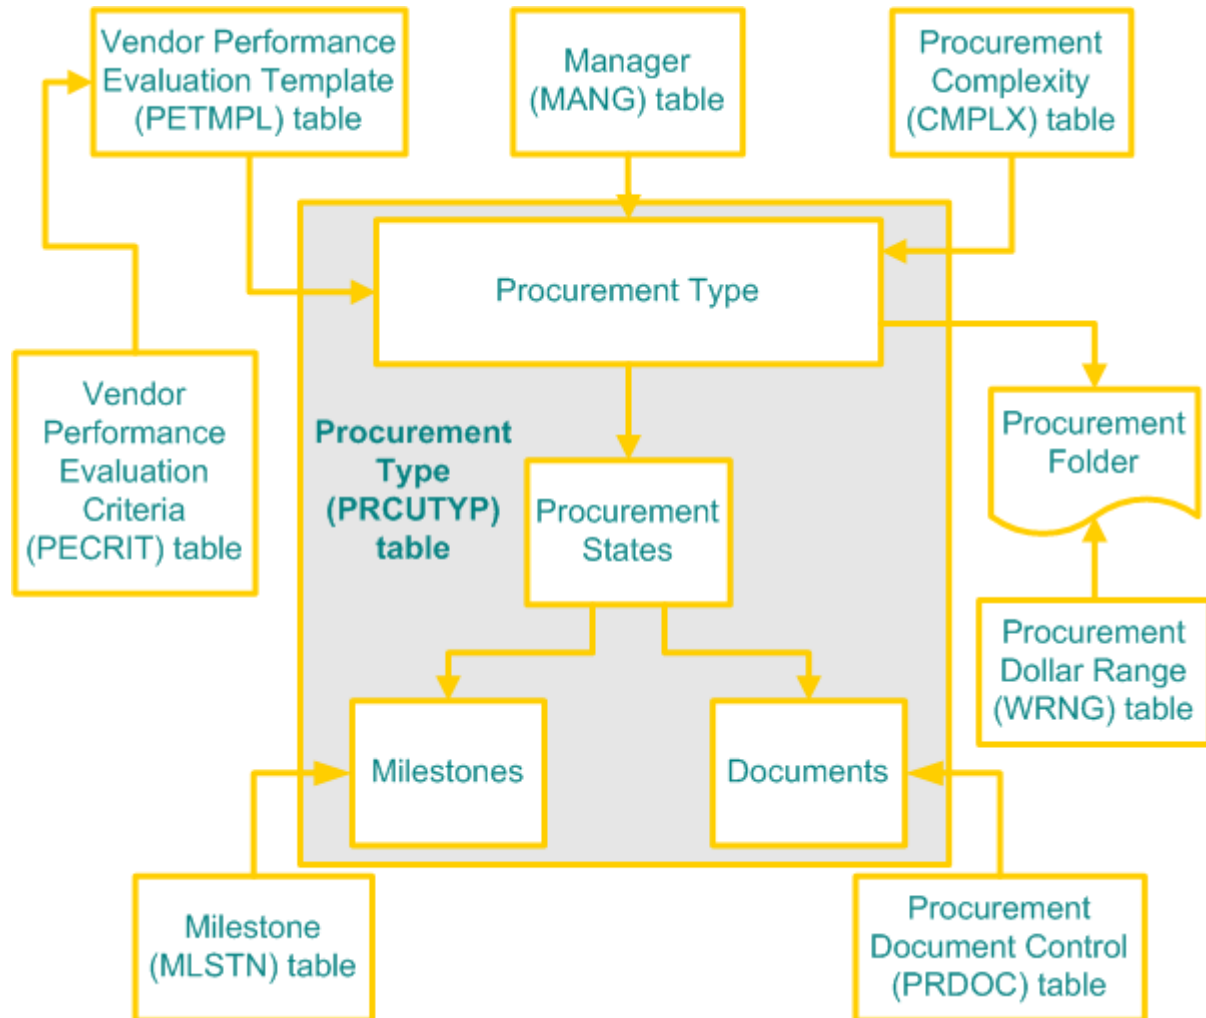 Vendor Performance
Evaluation Template
(PETMPL) table
Manager
(MANG) table
Procurement
Complexity
(CMPLX) table
Procurement Type
Vendor
Performance
Evaluation
Criteria
(PECRIT) table
Procurement
Type
(PRCUTYP)
table
Procurement
States
Procurement
Folder
Procurement
Dollar Range
(WRNG) table
Milestones
Documents
Milestone
(MLSTN) table
Procurement
Document Control
(PRDOC) table